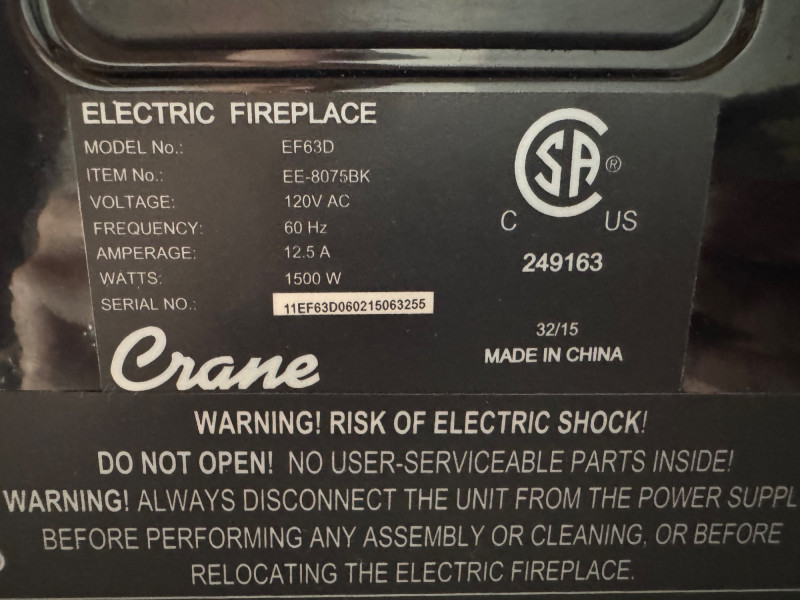 ELECTRIC FIREPLACE
MODEL No.: EF63D
ITEM No.: EE-8075BK
VOLTAGE: 120V AC
FREQUENCY: 60 Hz
AMPERAGE: 12.5 A
WATTS: 1500 W
SERIAL NO.: 11EF63D060215063255
Crane
CSA®
C US
249163
32/15
MADE IN CHINA
WARNING! RISK OF ELECTRIC SHOCK!
DO NOT OPEN! NO USER-SERVICEABLE PARTS INSIDE!
WARNING! ALWAYS DISCONNECT THE UNIT FROM THE POWER SUPPL
BEFORE PERFORMING ANY ASSEMBLY OR CLEANING, OR BEFORE
RELOCATING THE ELECTRIC FIREPLACE.